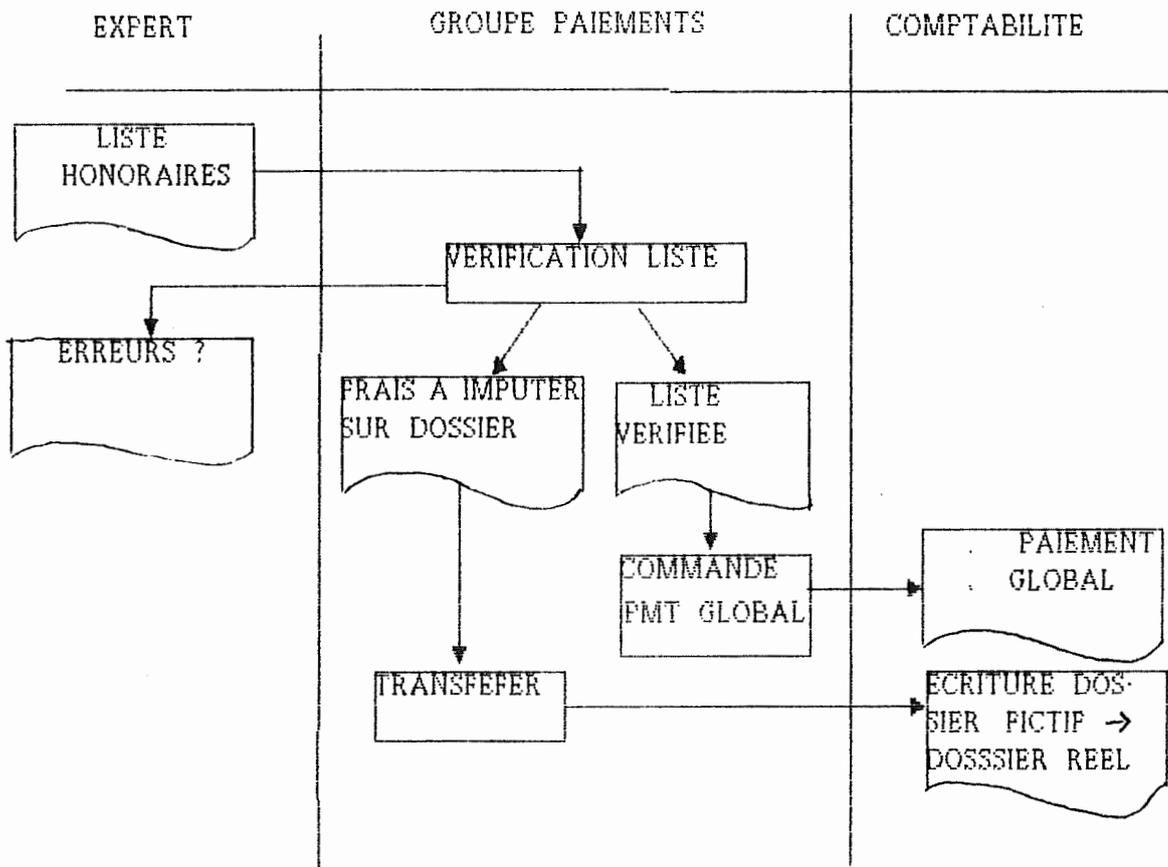 EXPERT
GROUPE PAIEMENTS
COMPTABILITE
LISTE
HONORAIRES
VERIFICATION LISTE
ERREURS ?
FRAIS A IMPUTER
SUR DOSSIER
LISTE
VERIFIEE
COMMANDE
PMT GLOBAL
PAIEMENT
GLOBAL
TRANSFEFER
ECRITURE DOS-
SIER FICTIF →
DOSSSIER REEL